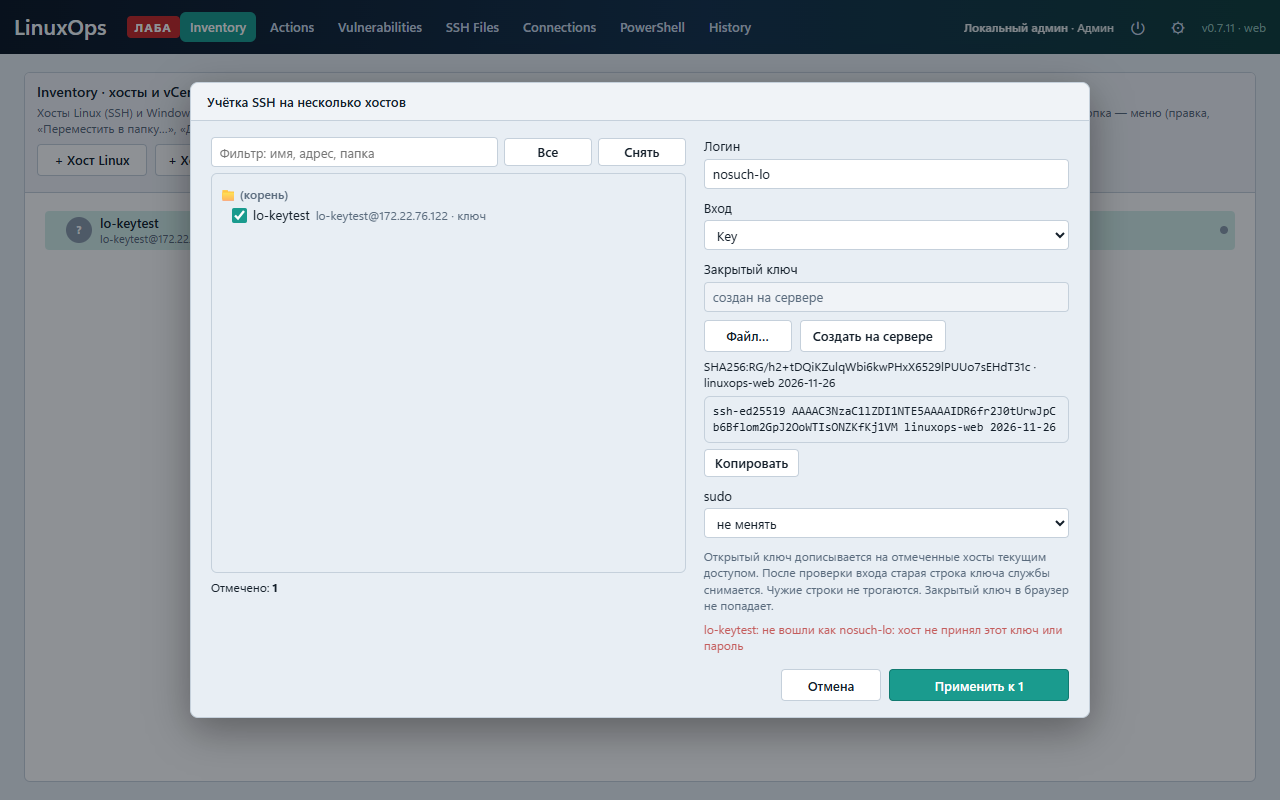 LinuxOps ЛАБА Inventory Actions Vulnerabilities SSH Files Connections PowerShell History Локальный админ · Админ v0.7.11 · web
Inventory · хосты и vCe
Хосты Linux (SSH) и Window
опка — меню (правка,
«Переместить в папку…», «Д
+ Хост Linux
+ Х
? lo-keytest
lo-keytest@172.22
Учётка SSH на несколько хостов
Фильтр: имя, адрес, папка
Все
Снять
(корень)
lo-keytest lo-keytest@172.22.76.122 · ключ
Отмечено: 1
Логин
nosuch-lo
Вход
Key
Закрытый ключ
создан на сервере
Файл…
Создать на сервере
SHA256:RG/h2+tDQiKZulqWbi6kwPHxX6529lPUUo7sEHdT31c ·
linuxops-web 2026-11-26
ssh-ed25519 AAAAC3NzaC1lZDI1NTE5AAAAIDR6fr2J0tUrwJpC
b6Bflom2GpJ2OoWTIsONZKfKj1VM linuxops-web 2026-11-26
Копировать
sudo
не менять
Открытый ключ дописывается на отмеченные хосты текущим
доступом. После проверки входа старая строка ключа службы
снимается. Чужие строки не трогаются. Закрытый ключ в браузер
не попадает.
lo-keytest: не вошли как nosuch-lo: хост не принял этот ключ или
пароль
Отмена
Применить к 1